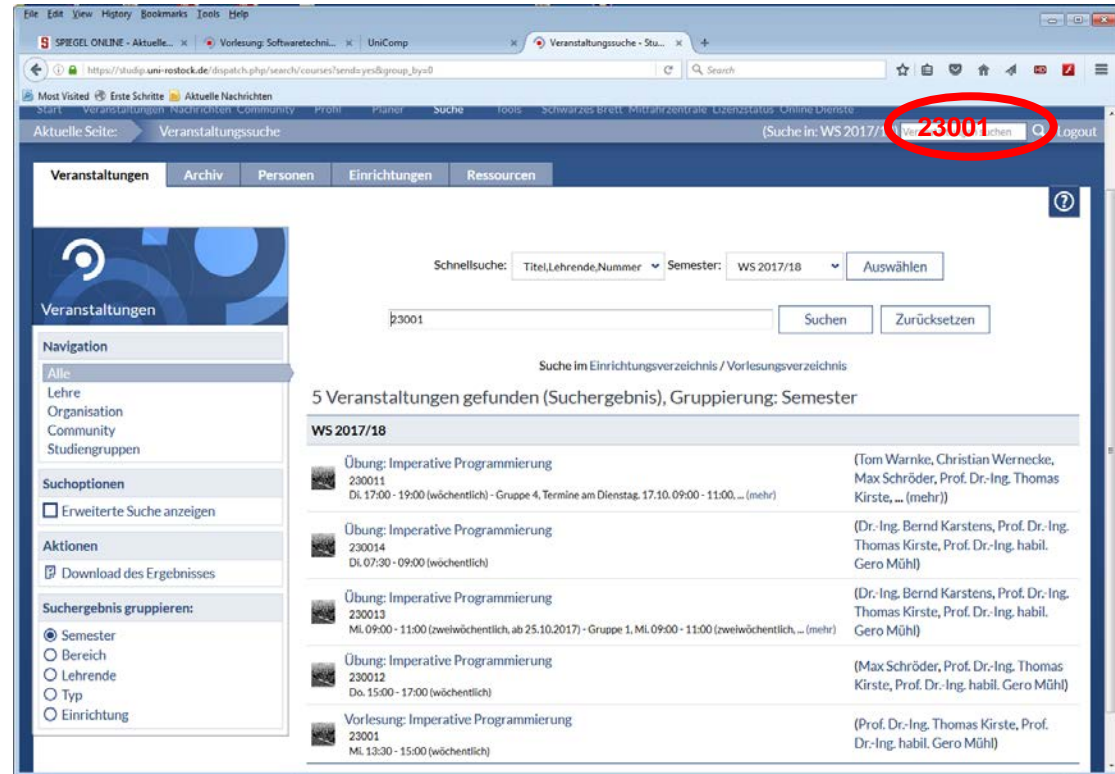 File Edit View History Bookmarks Tools Help
SPIEGEL ONLINE - Aktuelle... × Vorlesung: Softwaretechni... × UniComp × Veranstaltungssuche - Stu... × +
https://studip.uni-rostock.de/dispatch.php/search/courses?send=yes&group_by=0 Search
Most Visited Erste Schritte Aktuelle Nachrichten
Start Veranstaltungen Nachrichten Community Profil Planer Suche Tools Schwarzes Brett Mitfahrzentrale Lizenzstatus Online Dienste
Aktuelle Seite: Veranstaltungssuche (Suche in: WS 2017/ 23001 Logout
Veranstaltungen Archiv Personen Einrichtungen Ressourcen
Veranstaltungen
Schnellsuche: Titel,Lehrende,Nummer Semester: WS 2017/18 Auswählen
23001 Suchen Zurücksetzen
Suche im Einrichtungsverzeichnis / Vorlesungsverzeichnis
Navigation
Alle
Lehre
Organisation
Community
Studiengruppen
Suchoptionen
Erweiterte Suche anzeigen
Aktionen
Download des Ergebnisses
Suchergebnis gruppieren:
Semester
Bereich
Lehrende
Typ
Einrichtung
5 Veranstaltungen gefunden (Suchergebnis), Gruppierung: Semester
WS 2017/18
Übung: Imperative Programmierung
230011
Di. 17:00 - 19:00 (wöchentlich) - Gruppe 4, Termine am Dienstag, 17.10. 09:00 - 11:00, ... (mehr)
(Tom Warnke, Christian Wernecke,
Max Schröder, Prof. Dr.-Ing. Thomas
Kirste, ... (mehr))
Übung: Imperative Programmierung
230014
Di. 07:30 - 09:00 (wöchentlich)
(Dr.-Ing. Bernd Karstens, Prof. Dr.-Ing.
Thomas Kirste, Prof. Dr.-Ing. habil.
Gero Mühl)
Übung: Imperative Programmierung
230013
Mi. 09:00 - 11:00 (zweiwöchentlich, ab 25.10.2017) - Gruppe 1, Mi. 09:00 - 11:00 (zweiwöchentlich, ... (mehr)
(Dr.-Ing. Bernd Karstens, Prof. Dr.-Ing.
Thomas Kirste, Prof. Dr.-Ing. habil.
Gero Mühl)
Übung: Imperative Programmierung
230012
Do. 15:00 - 17:00 (wöchentlich)
(Max Schröder, Prof. Dr.-Ing. Thomas
Kirste, Prof. Dr.-Ing. habil. Gero Mühl)
Vorlesung: Imperative Programmierung
23001
Mi. 13:30 - 15:00 (wöchentlich)
(Prof. Dr.-Ing. Thomas Kirste, Prof.
Dr.-Ing. habil. Gero Mühl)